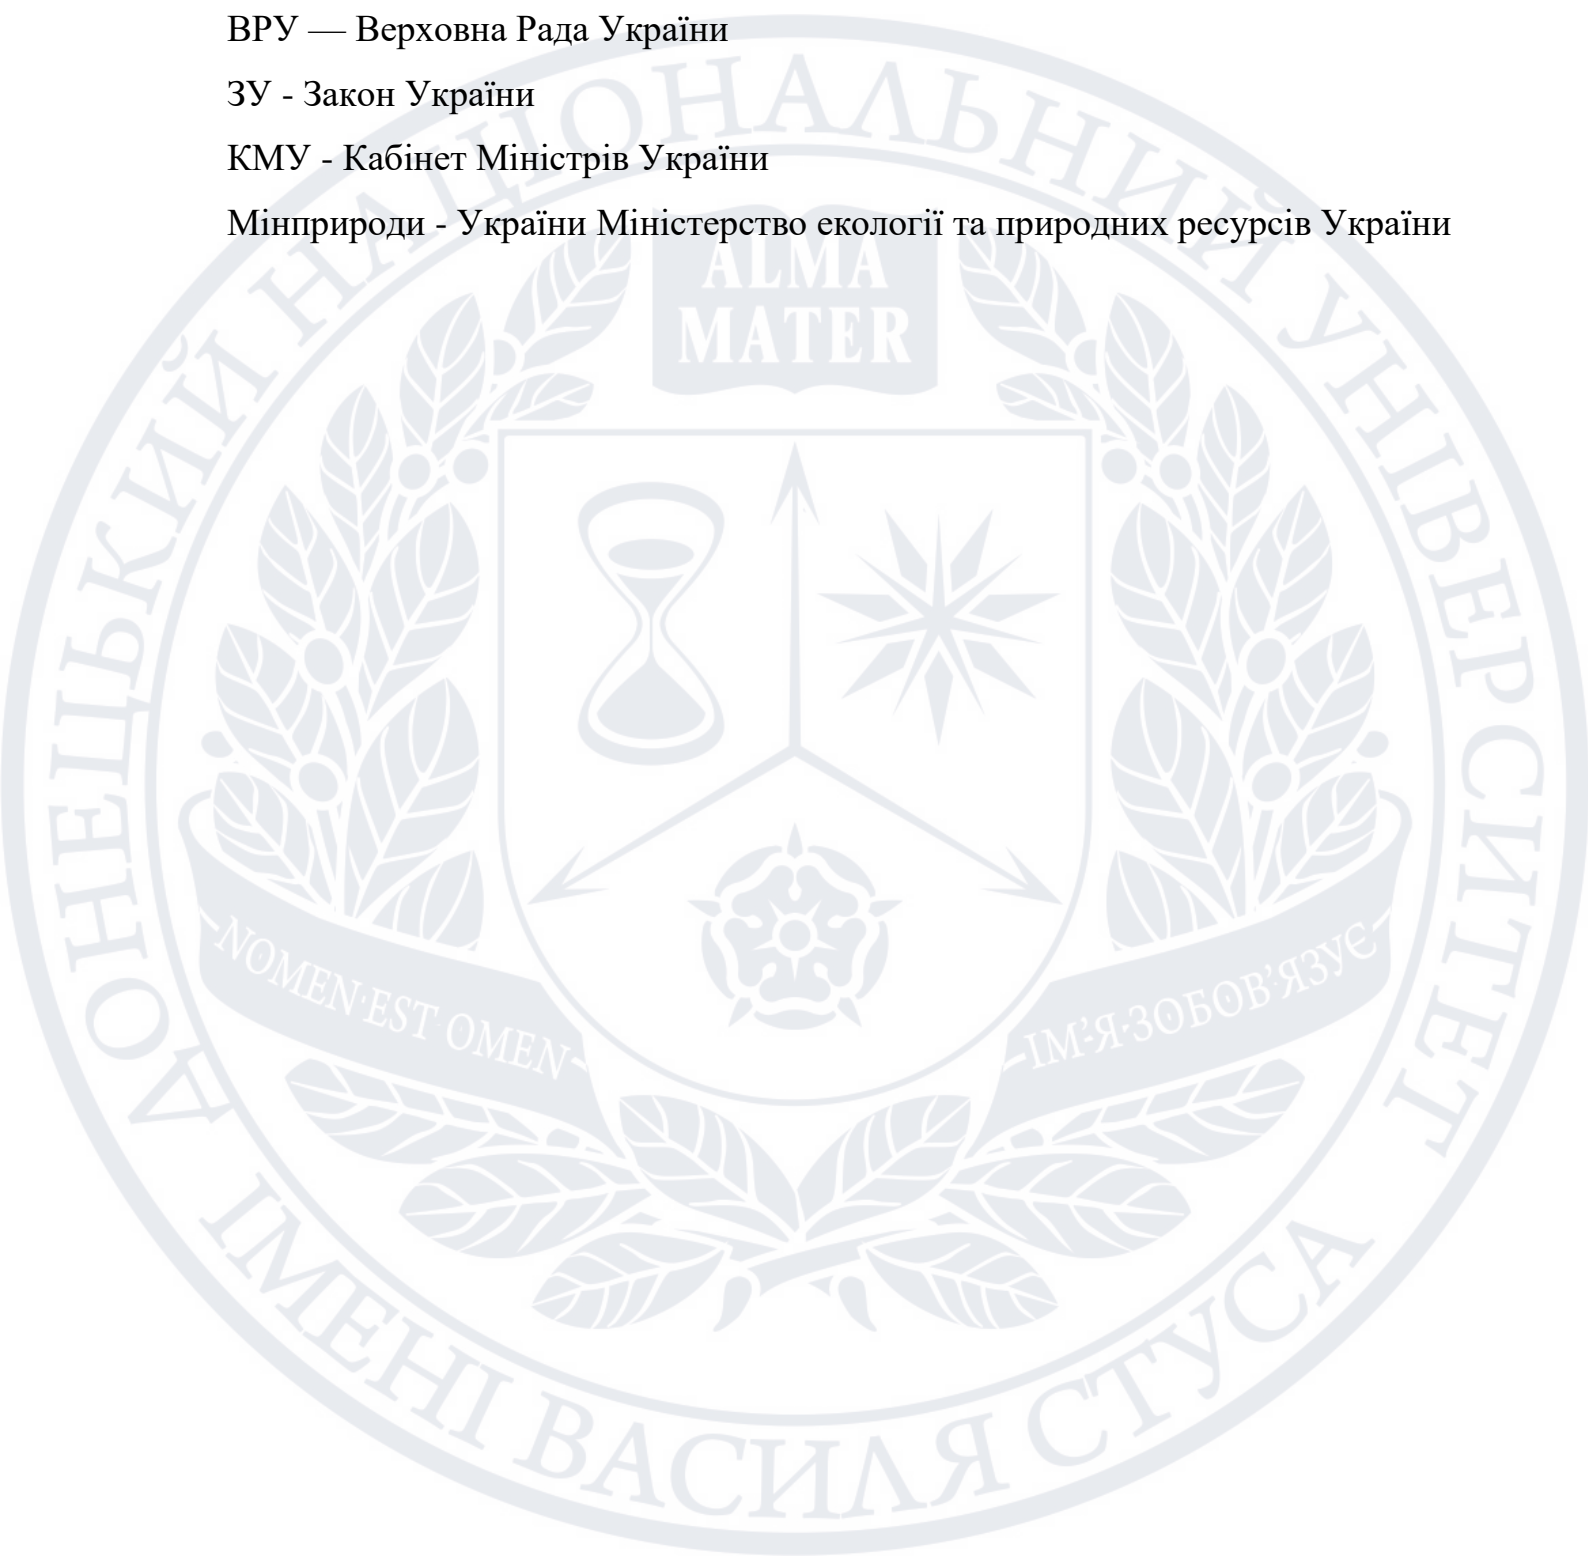 ВРУ — Верховна Рада України
ЗУ - Закон України
КМУ - Кабінет Міністрів України
Мінприроди - України Міністерство екології та природних ресурсів України
ДОНЕЦЬКИЙ НАЦІОНАЛЬНИЙ УНІВЕРСИТЕТ
ALMA
MATER
NOMEN·EST·OMEN
ІМ'Я·ЗОБОВ'ЯЗУЄ
ІМЕНІ ВАСИЛЯ СТУСА